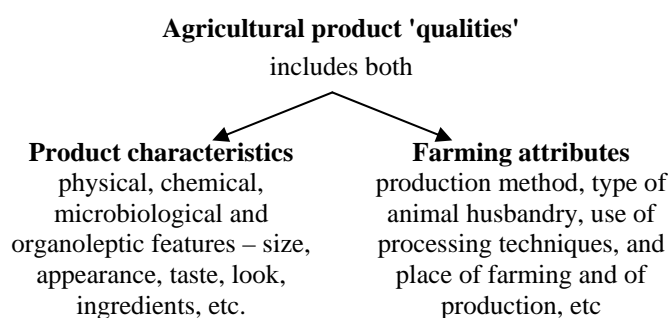 Agricultural product 'qualities'
includes both
Product characteristics
physical, chemical,
microbiological and
organoleptic features – size,
appearance, taste, look,
ingredients, etc.
Farming attributes
production method, type of
animal husbandry, use of
processing techniques, and
place of farming and of
production, etc